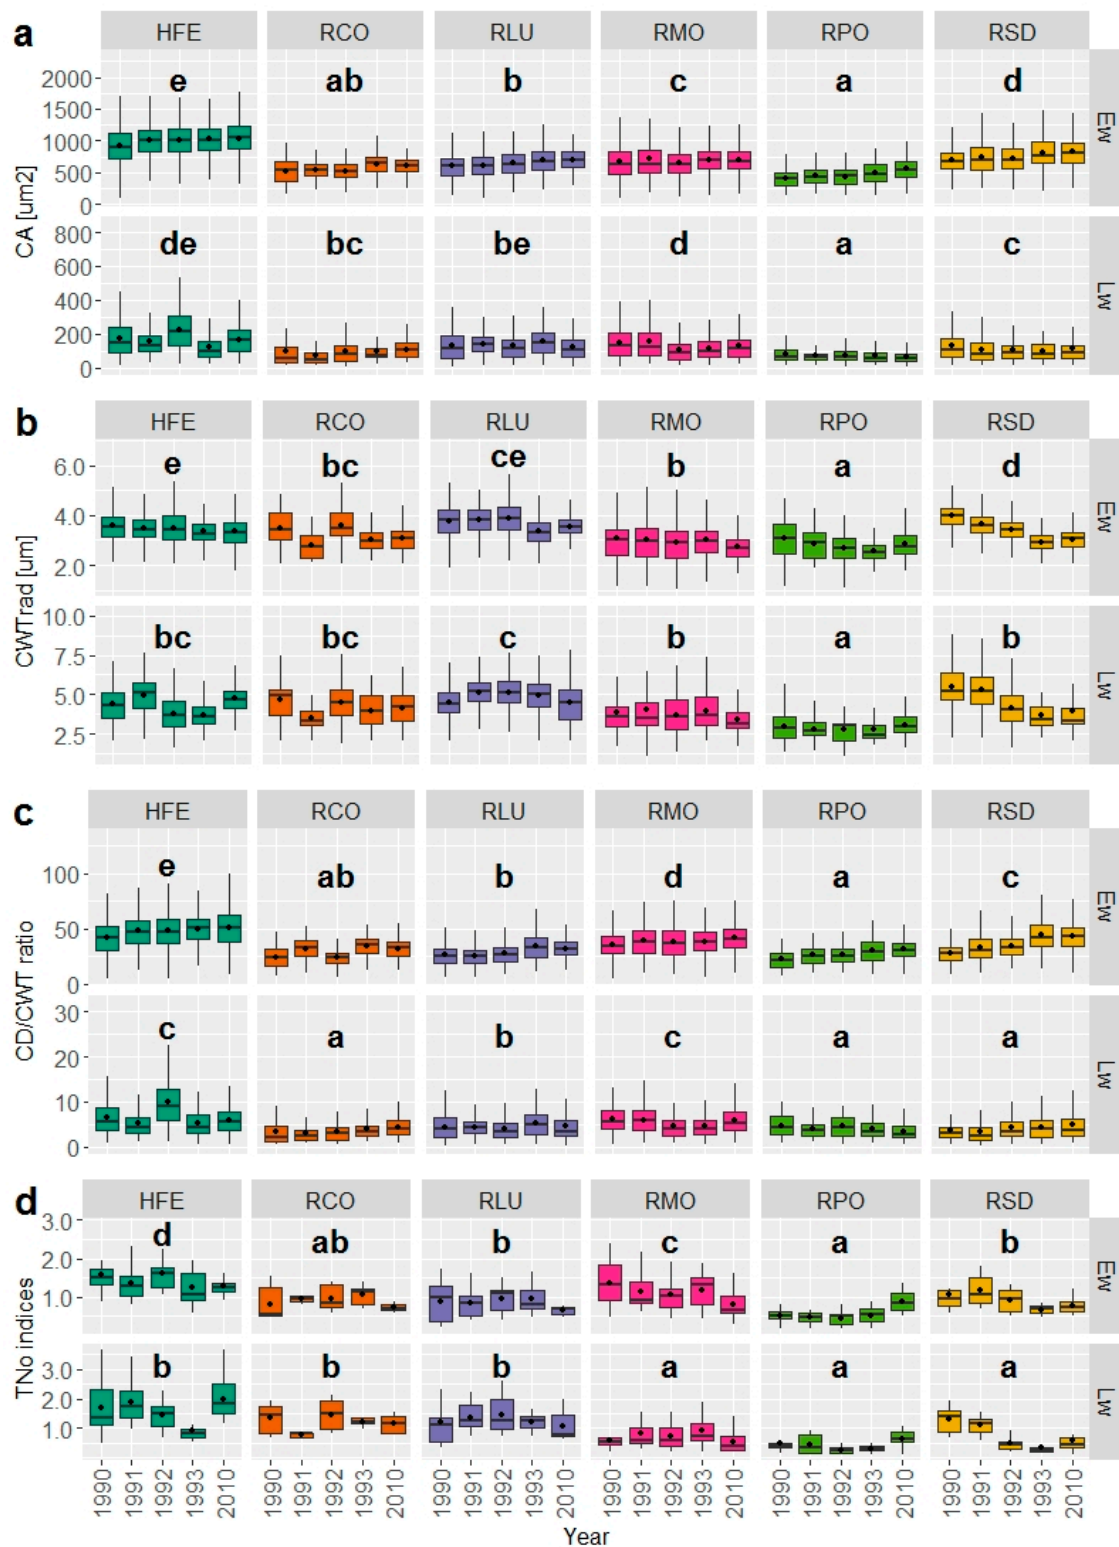 a
HFE RCO RLU RMO RPO RSD
CA [um2]
2000
1500
1000
500
0
e ab b c a d
Ew
800
600
400
200
0
de bc be d a c
Lw
b
HFE RCO RLU RMO RPO RSD
CWTrad [um]
6.0
4.0
2.0
e bc ce b a d
Ew
10.0
7.5
5.0
2.5
bc bc c b a b
Lw
c
HFE RCO RLU RMO RPO RSD
CD/CWT ratio
100
50
0
e ab b d a c
Ew
30
20
10
0
c a b c a a
Lw
d
HFE RCO RLU RMO RPO RSD
TNo indices
3.0
2.0
1.0
d ab b c a b
Ew
3.0
2.0
1.0
b b b a a a
Lw
1990 1991 1992 1993 2010 1990 1991 1992 1993 2010 1990 1991 1992 1993 2010 1990 1991 1992 1993 2010 1990 1991 1992 1993 2010 1990 1991 1992 1993 2010
Year